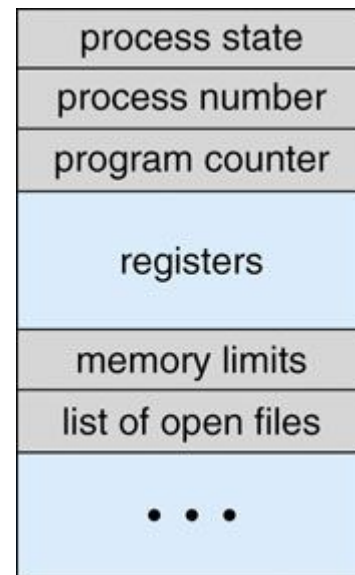 process state
process number
program counter
registers
memory limits
list of open files
• • •